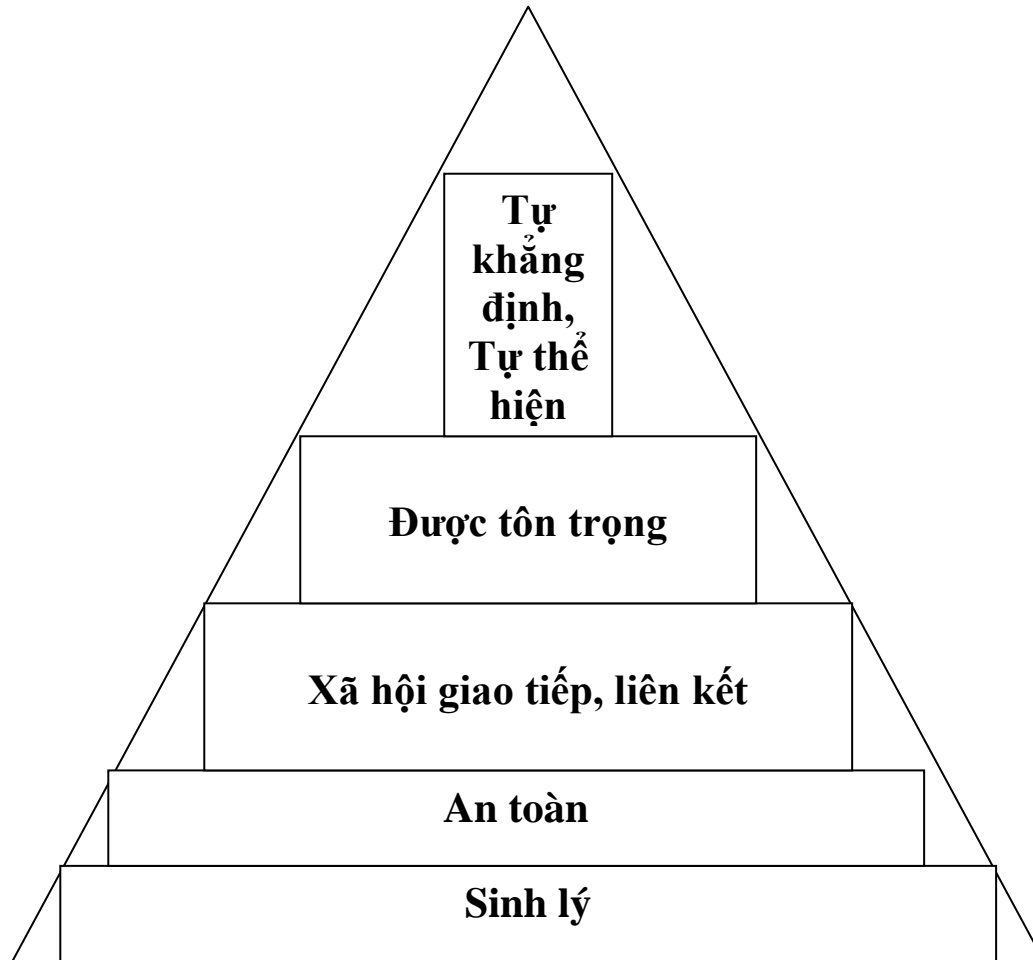 Tự
khẳng
định,
Tự thể
hiện
Được tôn trọng
Xã hội giao tiếp, liên kết
An toàn
Sinh lý